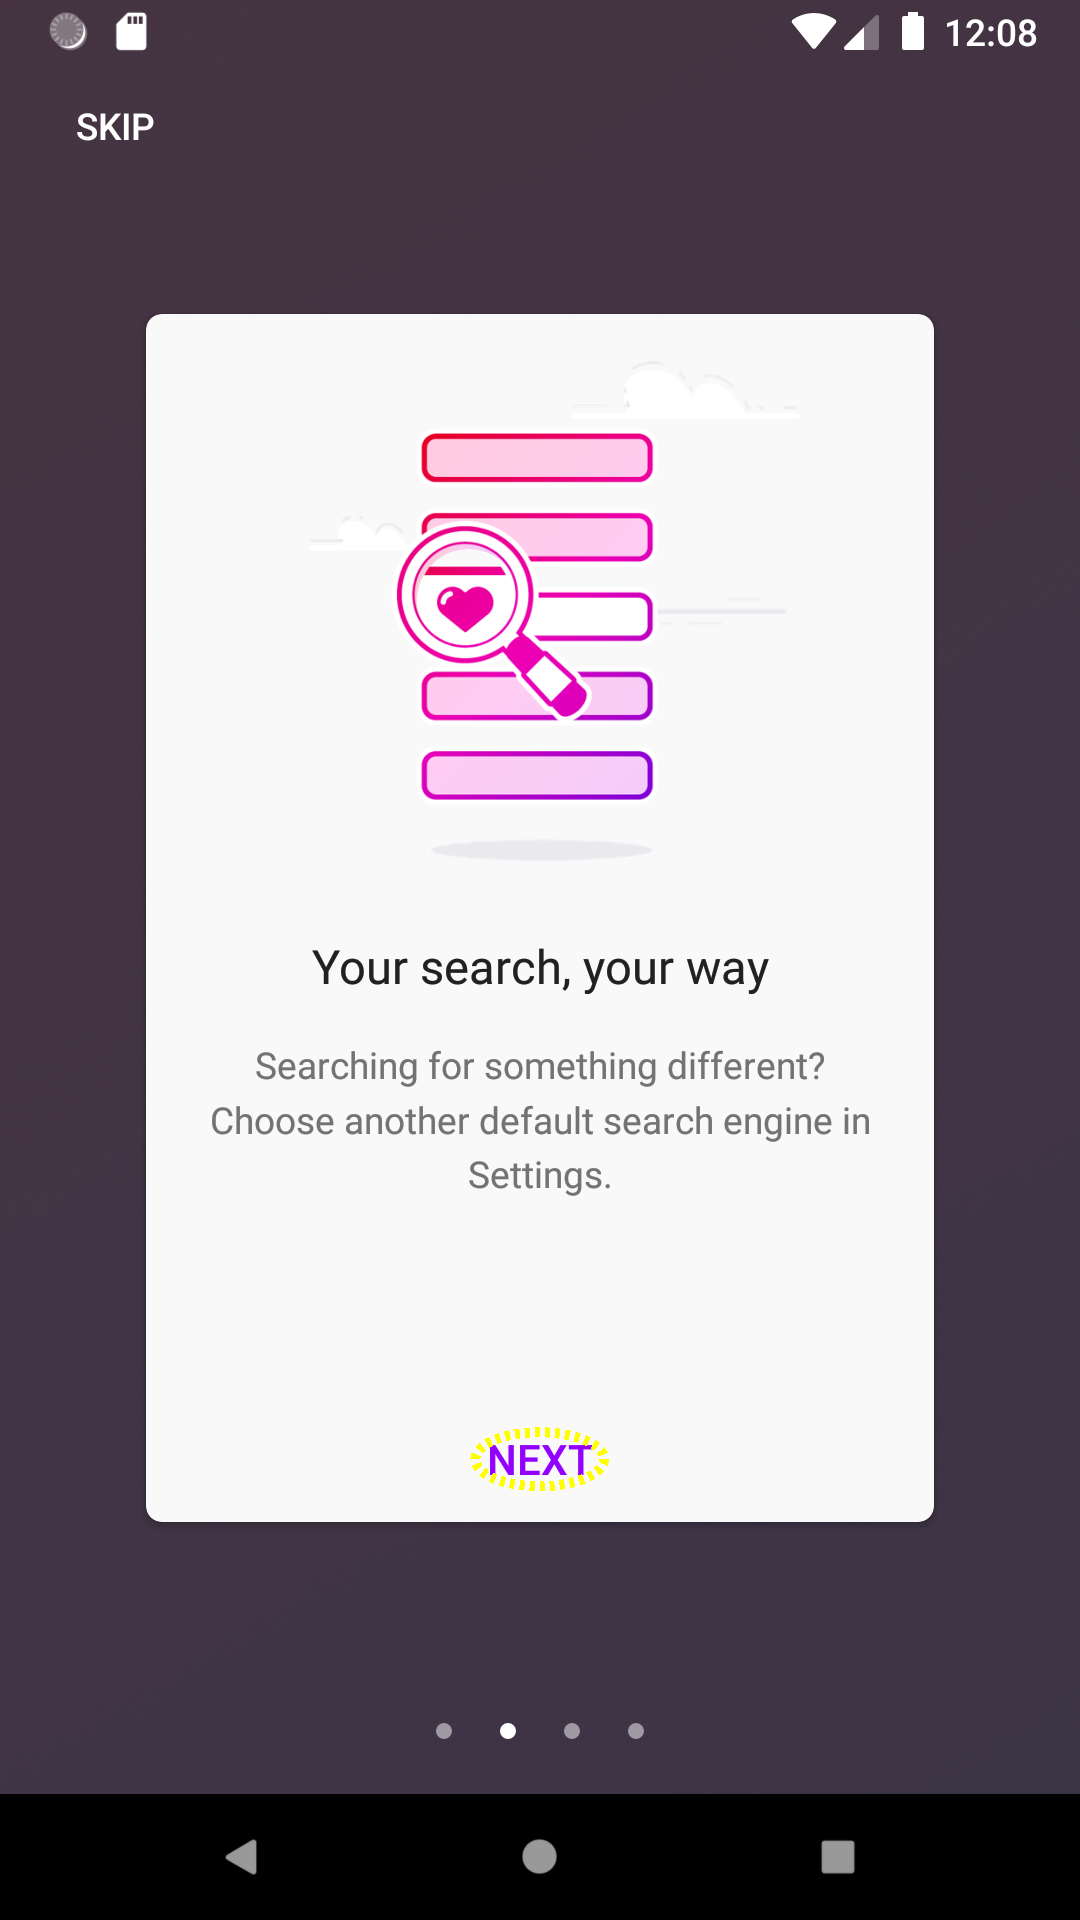 12:08
SKIP
Your search, your way
Searching for something different?
Choose another default search engine in
Settings.
NEXT